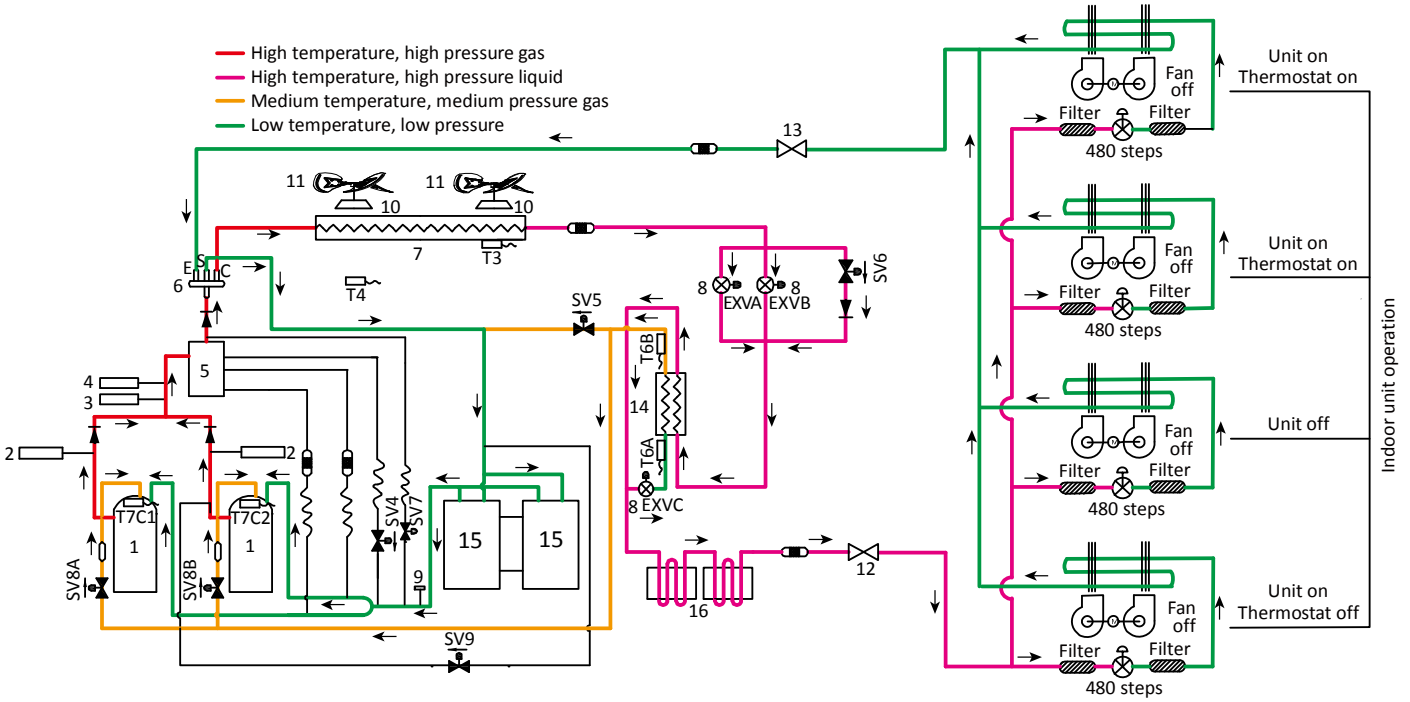 High temperature, high pressure gas
High temperature, high pressure liquid
Medium temperature, medium pressure gas
Low temperature, low pressure
13
11
11
10
10
7
T3
T4
E
S
C
6
5
4
3
2
2
T7C1
T7C2
1
1
SV8A
SV8B
SV4
SV7
9
SV9
15
15
SV5
T6B
14
T6A
8
EXVC
8
EXVA
8
EXVB
SV6
16
12
Fan
off
Filter
Filter
480 steps
Unit on
Thermostat on
Fan
off
Filter
Filter
480 steps
Unit on
Thermostat on
Fan
off
Filter
Filter
480 steps
Unit off
Fan
off
Filter
Filter
480 steps
Unit on
Thermostat off
Indoor unit operation